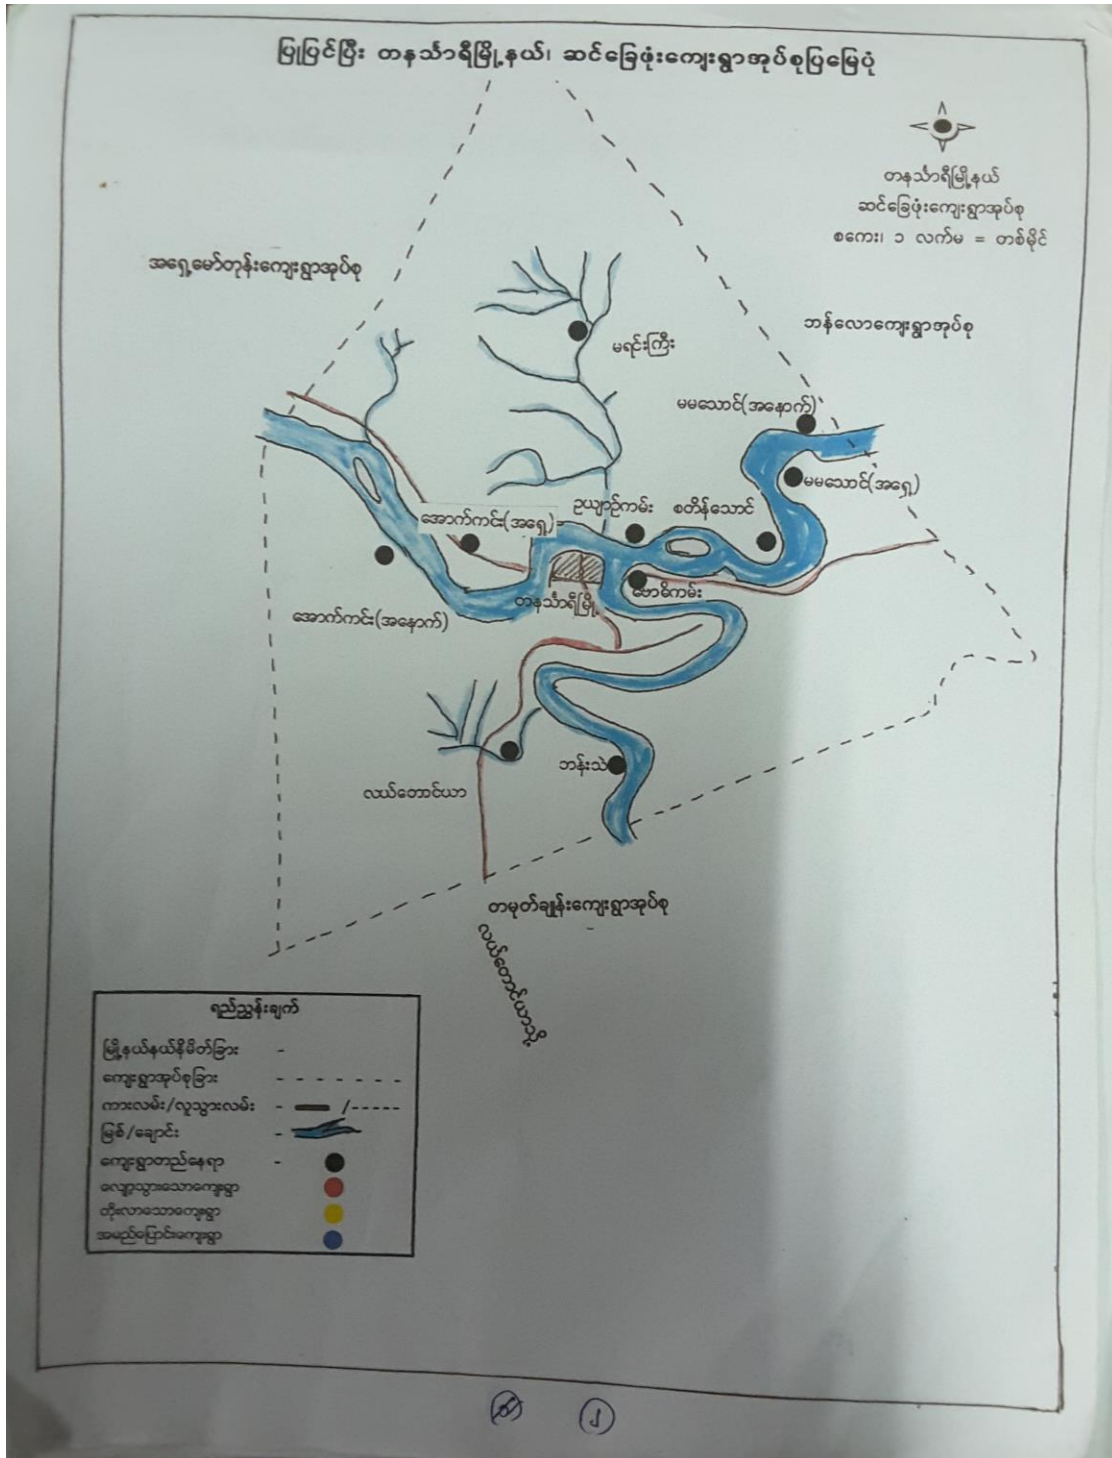 ပြုပြင်ပြီး တနင်္သာရီမြို့နယ်၊ ဆင်ခြေဖုံးကျေးရွာအုပ်စုပြမြေပုံ
တနင်္သာရီမြို့နယ်
ဆင်ခြေဖုံးကျေးရွာအုပ်စု
စကေး၊ ၁ လက်မ = တစ်မိုင်
အရှေ့မော်တုန်းကျေးရွာအုပ်စု
ဘန်လောကျေးရွာအုပ်စု
မရင်းကြီး
မမသောင်(အနောက်)
မမသောင်(အရှေ့)
ဥယျာဉ်ကမ်း
စတိန်သောင်
အောက်ကင်း(အရှေ့)
ဗောဓိကမ်း
တနင်္သာရီမြို့
အောက်ကင်း(အနောက်)
ဘန်းသဲ
လယ်တောင်ယာ
တမုတ်ချုန်းကျေးရွာအုပ်စု
လယ်တောင်ယာသို့
ရည်ညွှန်းချက်
မြို့နယ်နယ်နိမိတ်ခြား -
ကျေးရွာအုပ်စုခြား - - - - - - -
ကားလမ်း/လူသွားလမ်း - /-----
မြစ်/ချောင်း -
ကျေးရွာတည်နေရာ -
လျော့သွားသောကျေးရွာ
တိုးလာသောကျေးရွာ
အမည်ပြောင်းကျေးရွာ
၂